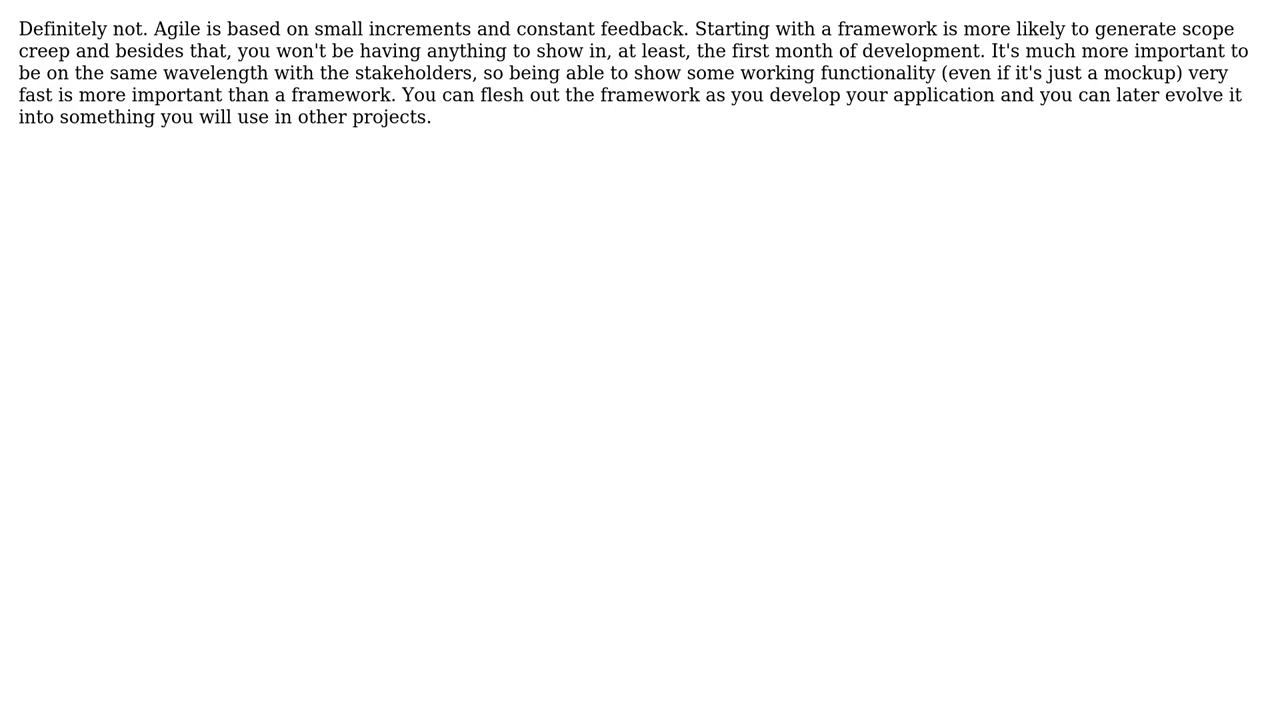 Definitely not. Agile is based on small increments and constant feedback. Starting with a framework is more likely to generate scope
creep and besides that, you won't be having anything to show in, at least, the first month of development. It's much more important to
be on the same wavelength with the stakeholders, so being able to show some working functionality (even if it's just a mockup) very
fast is more important than a framework. You can flesh out the framework as you develop your application and you can later evolve it
into something you will use in other projects.